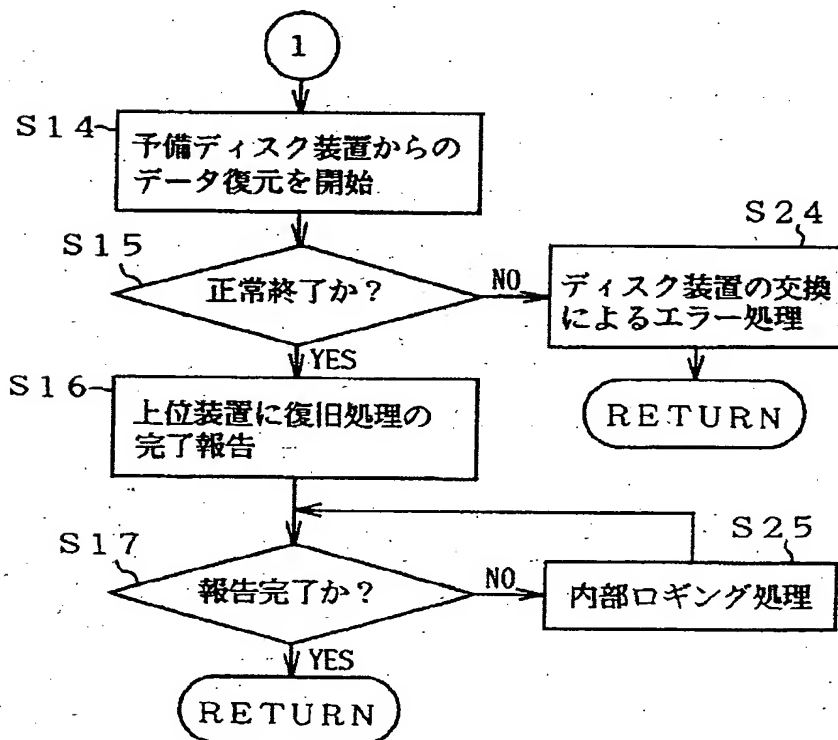 1
S14
予備ディスク装置からの
データ復元を開始
S15
正常終了か?
NO
S24
ディスク装置の交換
によるエラー処理
RETURN
YES
S16
上位装置に復旧処理の
完了報告
S17
報告完了か?
NO
S25
内部ロギング処理
YES
RETURN